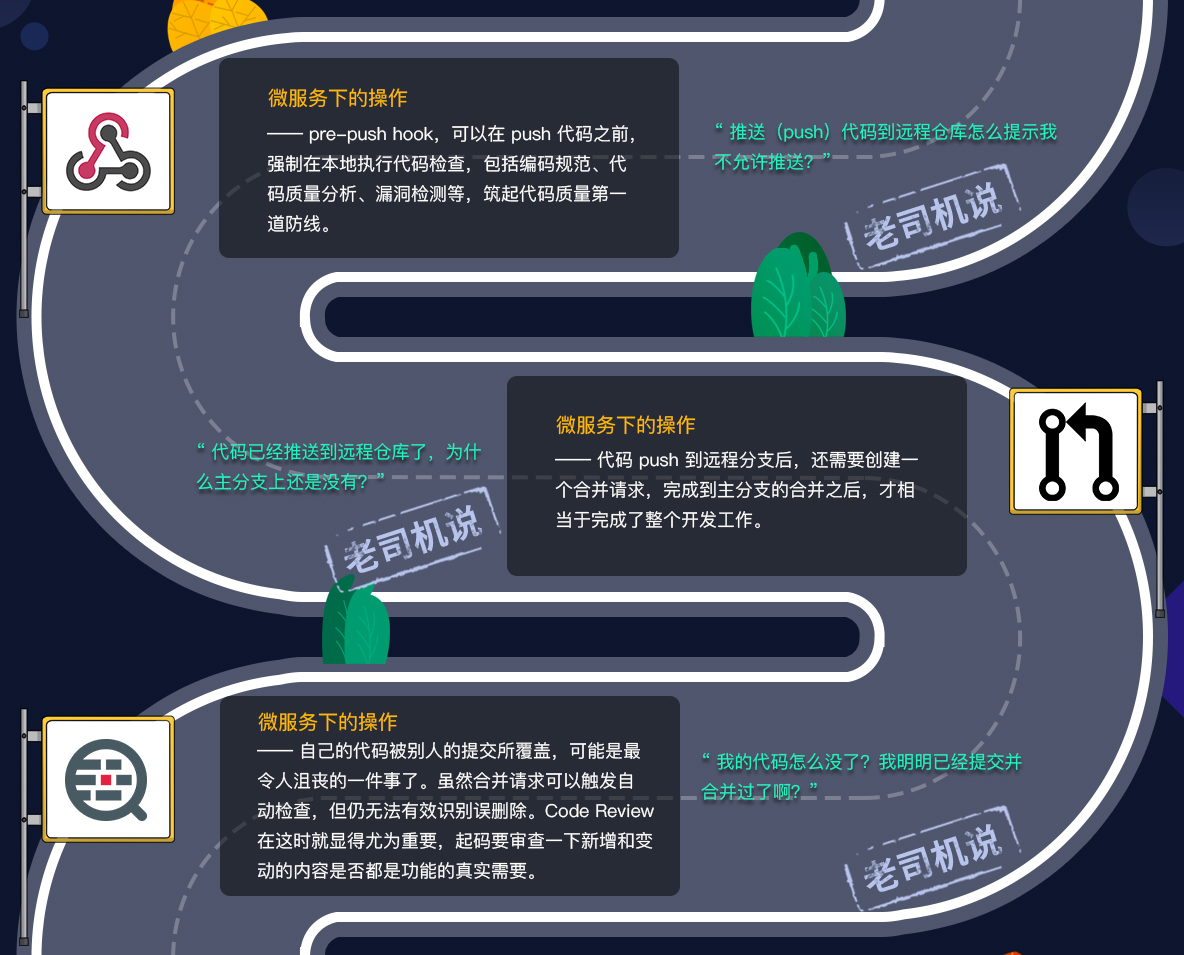 微服务下的操作
—— pre-push hook，可以在 push 代码之前，
强制在本地执行代码检查，包括编码规范、代
码质量分析、漏洞检测等，筑起代码质量第一
道防线。
“ 推送（push）代码到远程仓库怎么提示我
不允许推送？”
老司机说
“ 代码已经推送到远程仓库了，为什
么主分支上还是没有？”
老司机说
微服务下的操作
—— 代码 push 到远程分支后，还需要创建一
个合并请求，完成到主分支的合并之后，才相
当于完成了整个开发工作。
微服务下的操作
—— 自己的代码被别人的提交所覆盖，可能是最
令人沮丧的一件事了。虽然合并请求可以触发自
动检查，但仍无法有效识别误删除。Code Review
在这时就显得尤为重要，起码要审查一下新增和变
动的内容是否都是功能的真实需要。
“ 我的代码怎么没了？我明明已经提交并
合并过了啊？”
老司机说